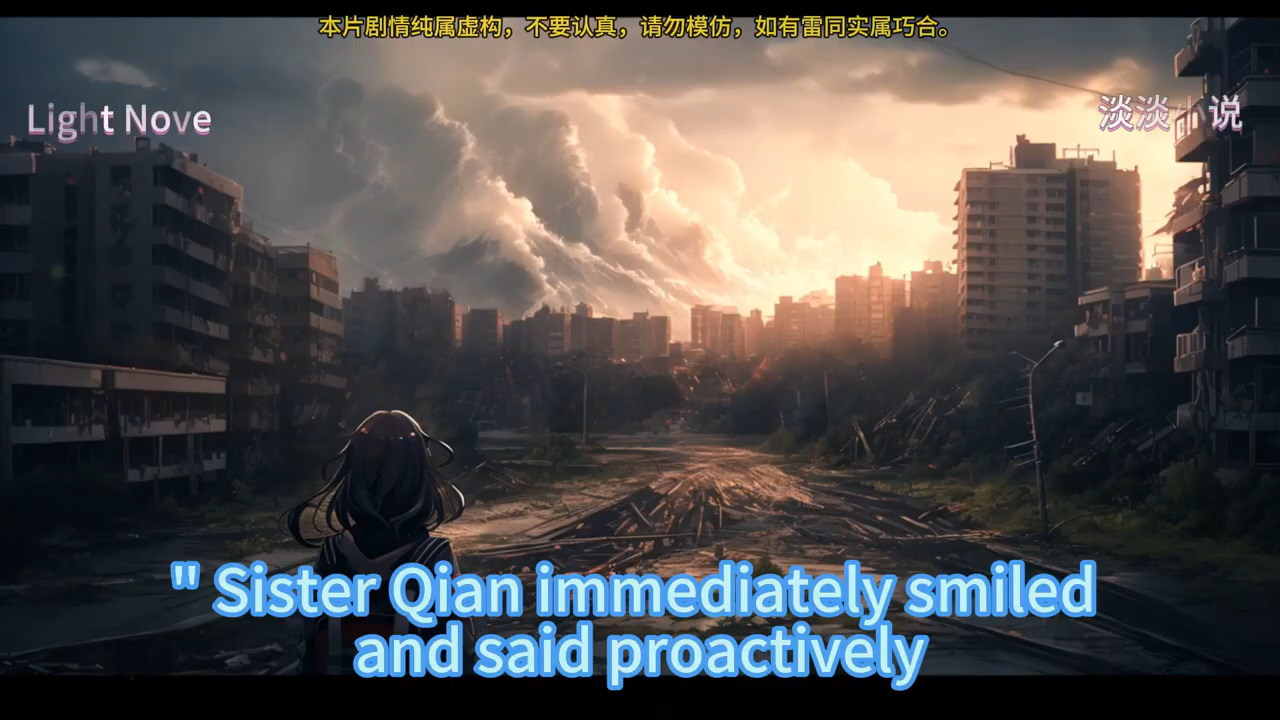 本片剧情纯属虚构，不要认真，请勿模仿，如有雷同实属巧合。
Light Nove
淡淡小说
" Sister Qian immediately smiled
and said proactively